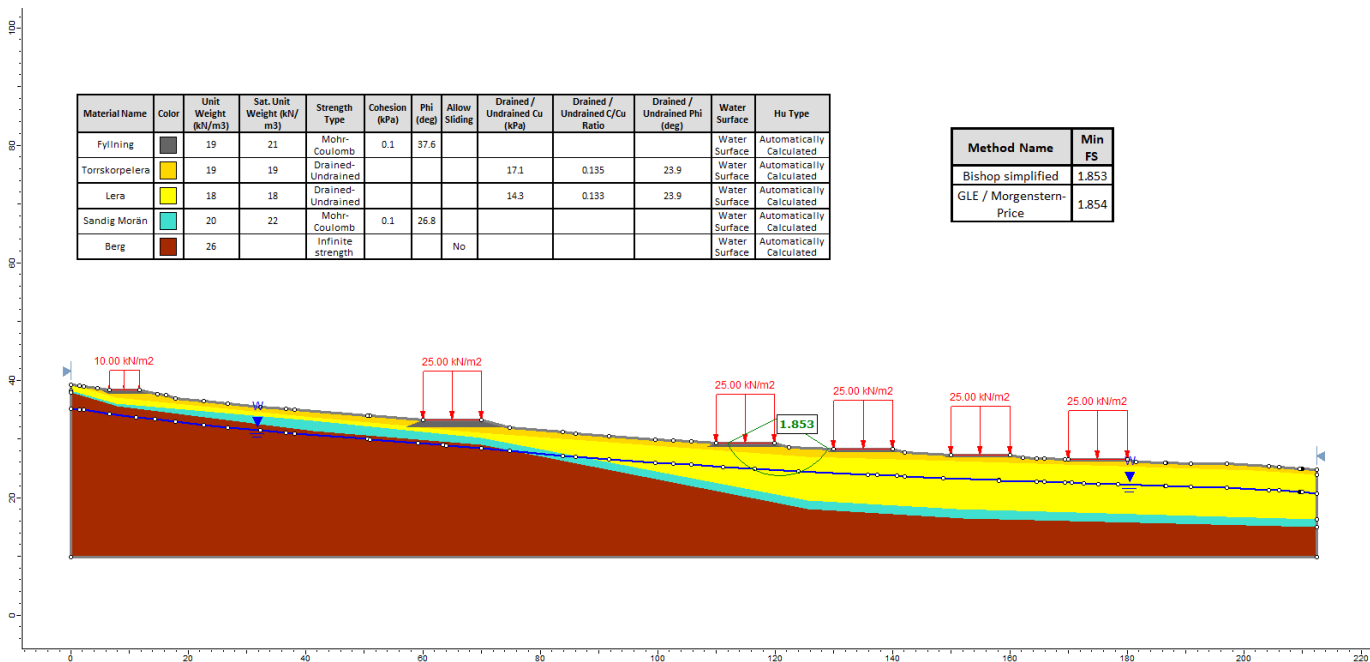 100
80
60
40
20
0
Material Name Color Unit Weight (kN/m3) Sat. Unit Weight (kN/ m3) Strength Type Cohesion (kPa) Phi (deg) Allow Sliding Drained / Undrained Cu (kPa) Drained / Undrained C/Cu Ratio Drained / Undrained Phi (deg) Water Surface Hu Type
Fyllning 19 21 Mohr-Coulomb 0.1 37.6 Water Surface Automatically Calculated
Torrskorpelera 19 19 Drained-Undrained 17.1 0.135 23.9 Water Surface Automatically Calculated
Lera 18 18 Drained-Undrained 14.3 0.133 23.9 Water Surface Automatically Calculated
Sandig Morän 20 22 Mohr-Coulomb 0.1 26.8 Water Surface Automatically Calculated
Berg 26 Infinite strength No Water Surface Automatically Calculated
Method Name Min FS
Bishop simplified 1.853
GLE / Morgenstern-Price 1.854
10.00 kN/m2
25.00 kN/m2
25.00 kN/m2
25.00 kN/m2
25.00 kN/m2
25.00 kN/m2
1.853
W
W
0 20 40 60 80 100 120 140 160 180 200 220